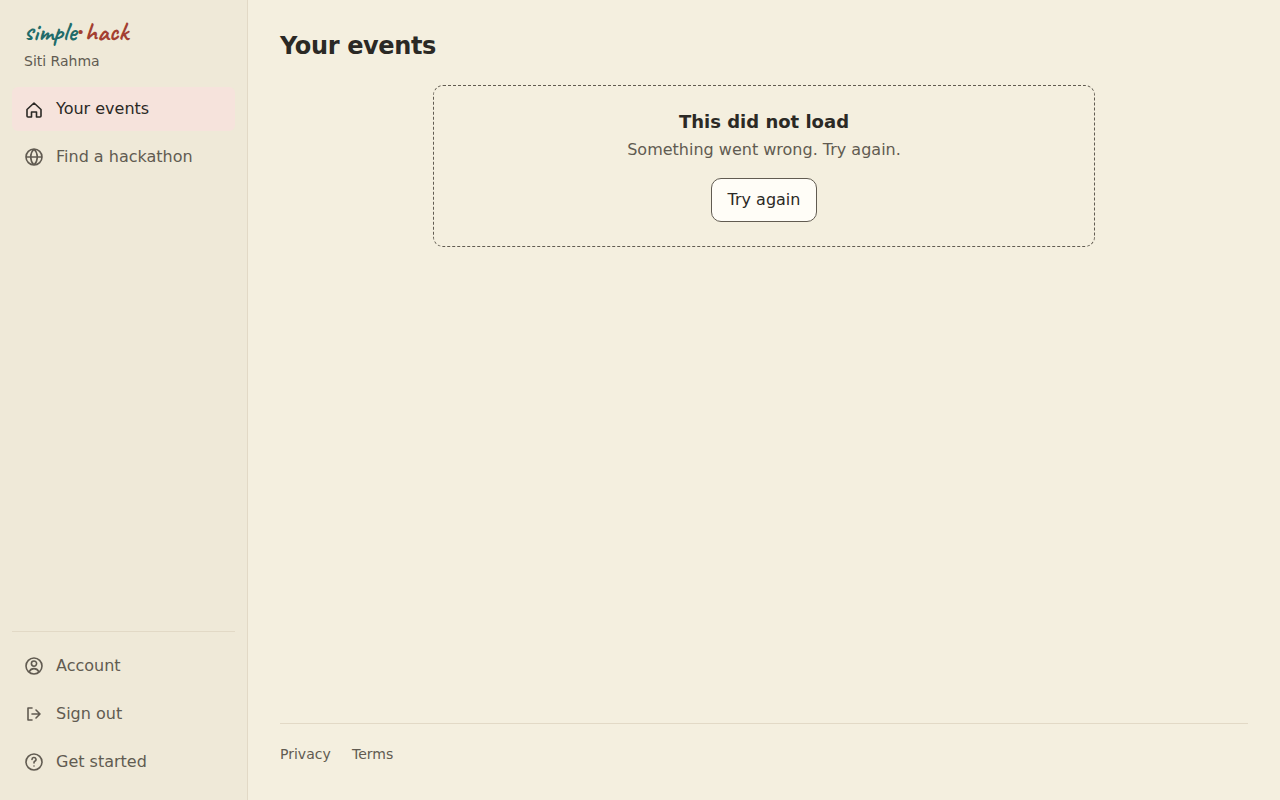 simple·hack
Siti Rahma
Your events
Find a hackathon
Account
Sign out
Get started
Your events
This did not load
Something went wrong. Try again.
Try again
Privacy
Terms